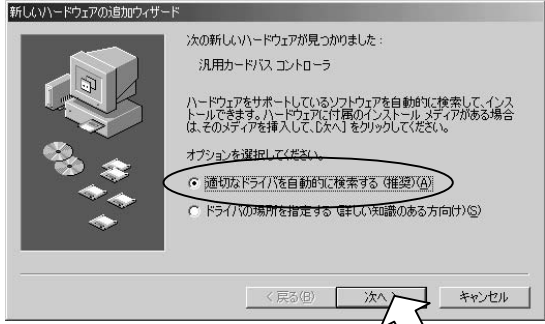 新しいハードウェアの追加ウィザード
次の新しいハードウェアが見つかりました :
汎用カードバス コントローラ
ハードウェアをサポートしているソフトウェアを自動的に検索して、インス
トールできます。ハードウェアに付属のインストール メディアがある場合
は、そのメディアを挿入して、[次へ] をクリックしてください。
オプションを選択してください。
適切なドライバを自動的に検索する (推奨)(A)
ドライバの場所を指定する (詳しい知識のある方向け)(S)
< 戻る(B)
次へ >
キャンセル